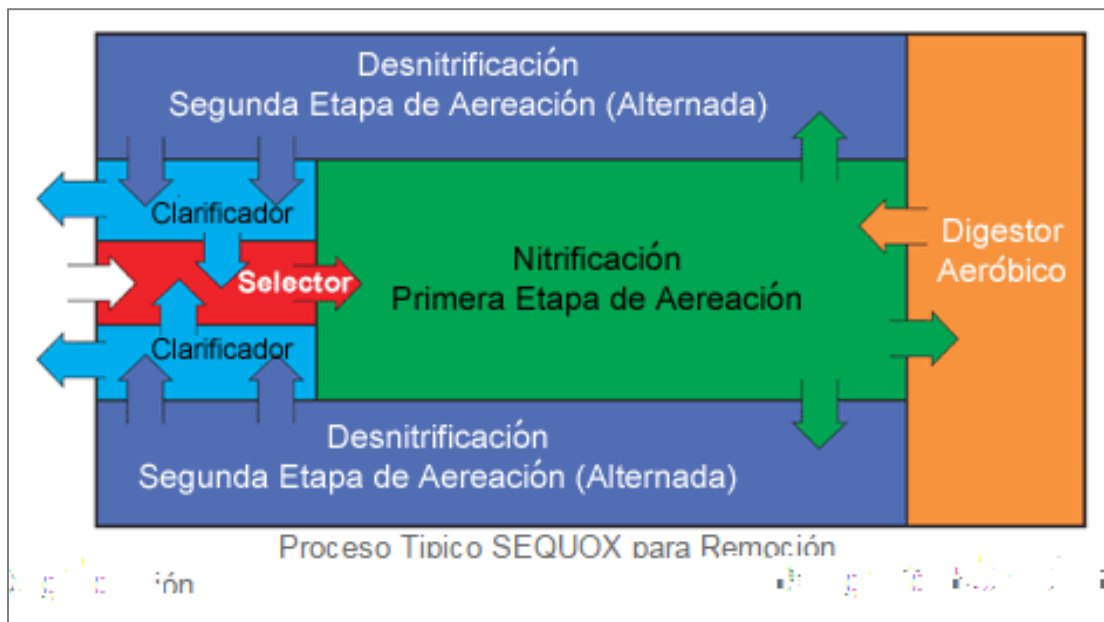 Desnitrificación
Segunda Etapa de Aereación (Alternada)
Clarificador
Selector
Clarificador
Nitrificación
Primera Etapa de Aereación
Digestor
Aeróbico
Desnitrificación
Segunda Etapa de Aereación (Alternada)
Proceso Tipico SEQUOX para Remoción